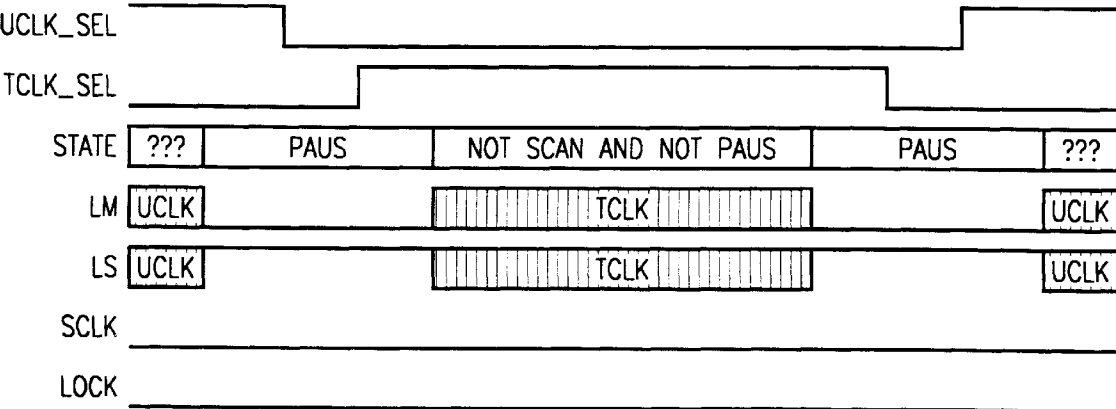 UCLK_SEL
TCLK_SEL
STATE ??? PAUS NOT SCAN AND NOT PAUS PAUS ???
LM UCLK TCLK UCLK
LS UCLK TCLK UCLK
SCLK
LOCK